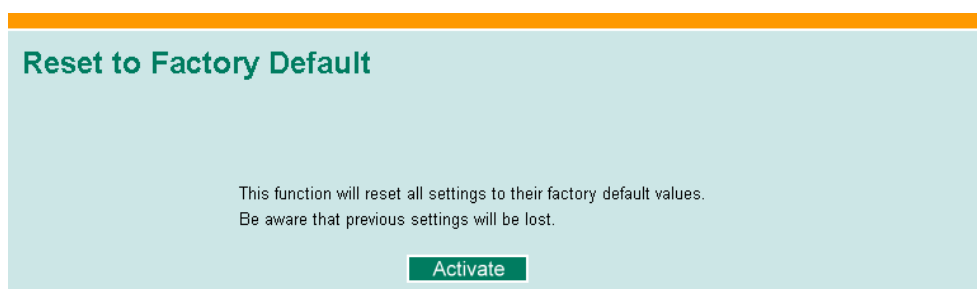 Reset to Factory Default
This function will reset all settings to their factory default values.
Be aware that previous settings will be lost.
Activate